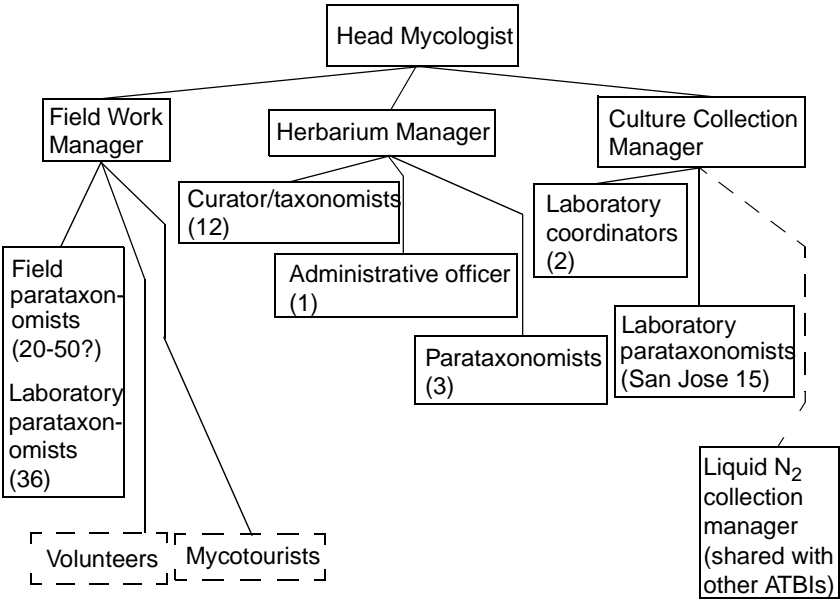 Head Mycologist
Field Work
Manager
Herbarium Manager
Culture Collection
Manager
Curator/taxonomists
(12)
Laboratory
coordinators
(2)
Field
parataxon-
omists
(20-50?)
Laboratory
parataxon-
omists
(36)
Administrative officer
(1)
Laboratory
parataxonomists
(San Jose 15)
Parataxonomists
(3)
Liquid N2
collection
manager
(shared with
other ATBIs)
Volunteers
Mycotourists